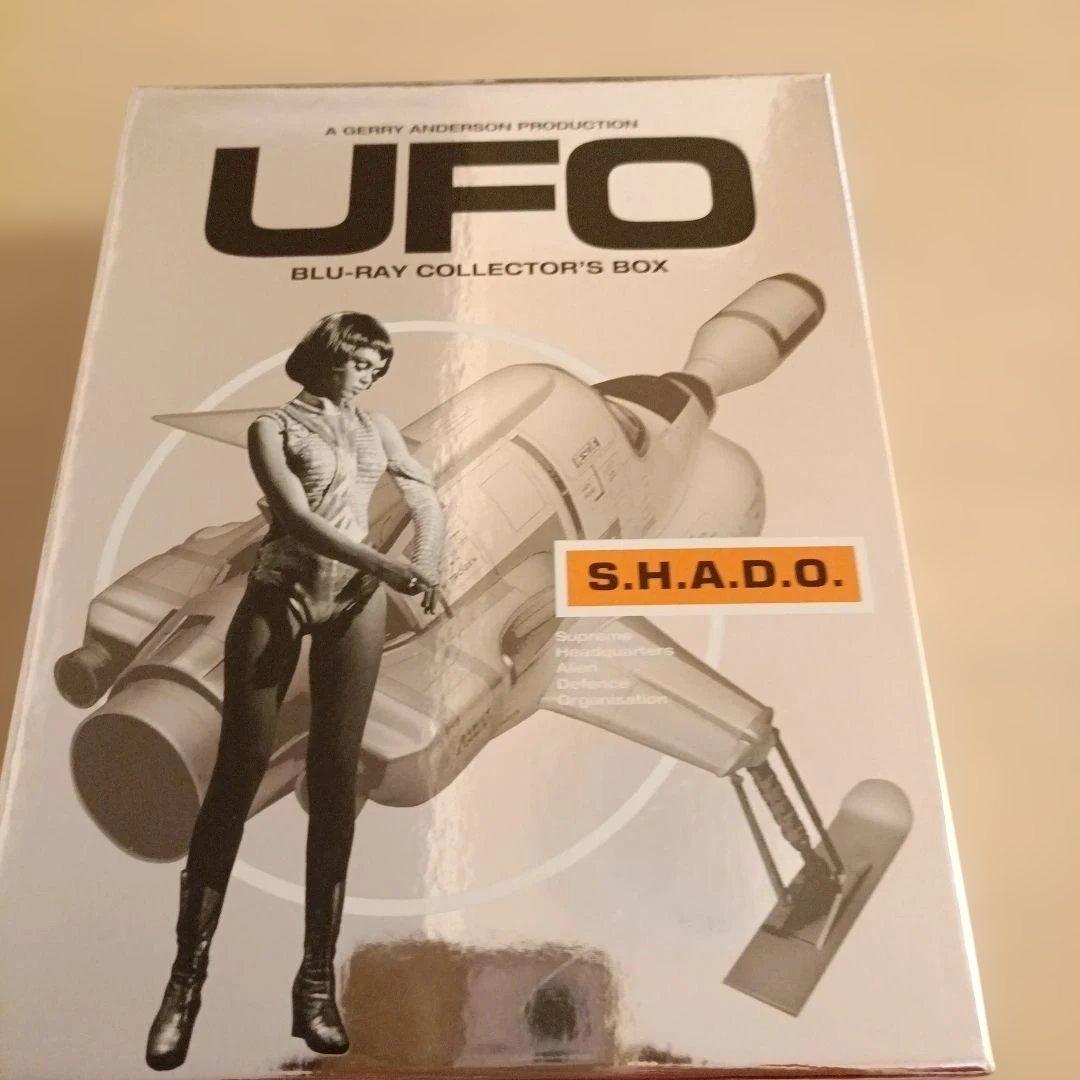 A GERRY ANDERSON PRODUCTION
UFO
BLU-RAY COLLECTOR'S BOX
S.H.A.D.O.
Supreme
Headquarters
Alien
Defence
Organisation